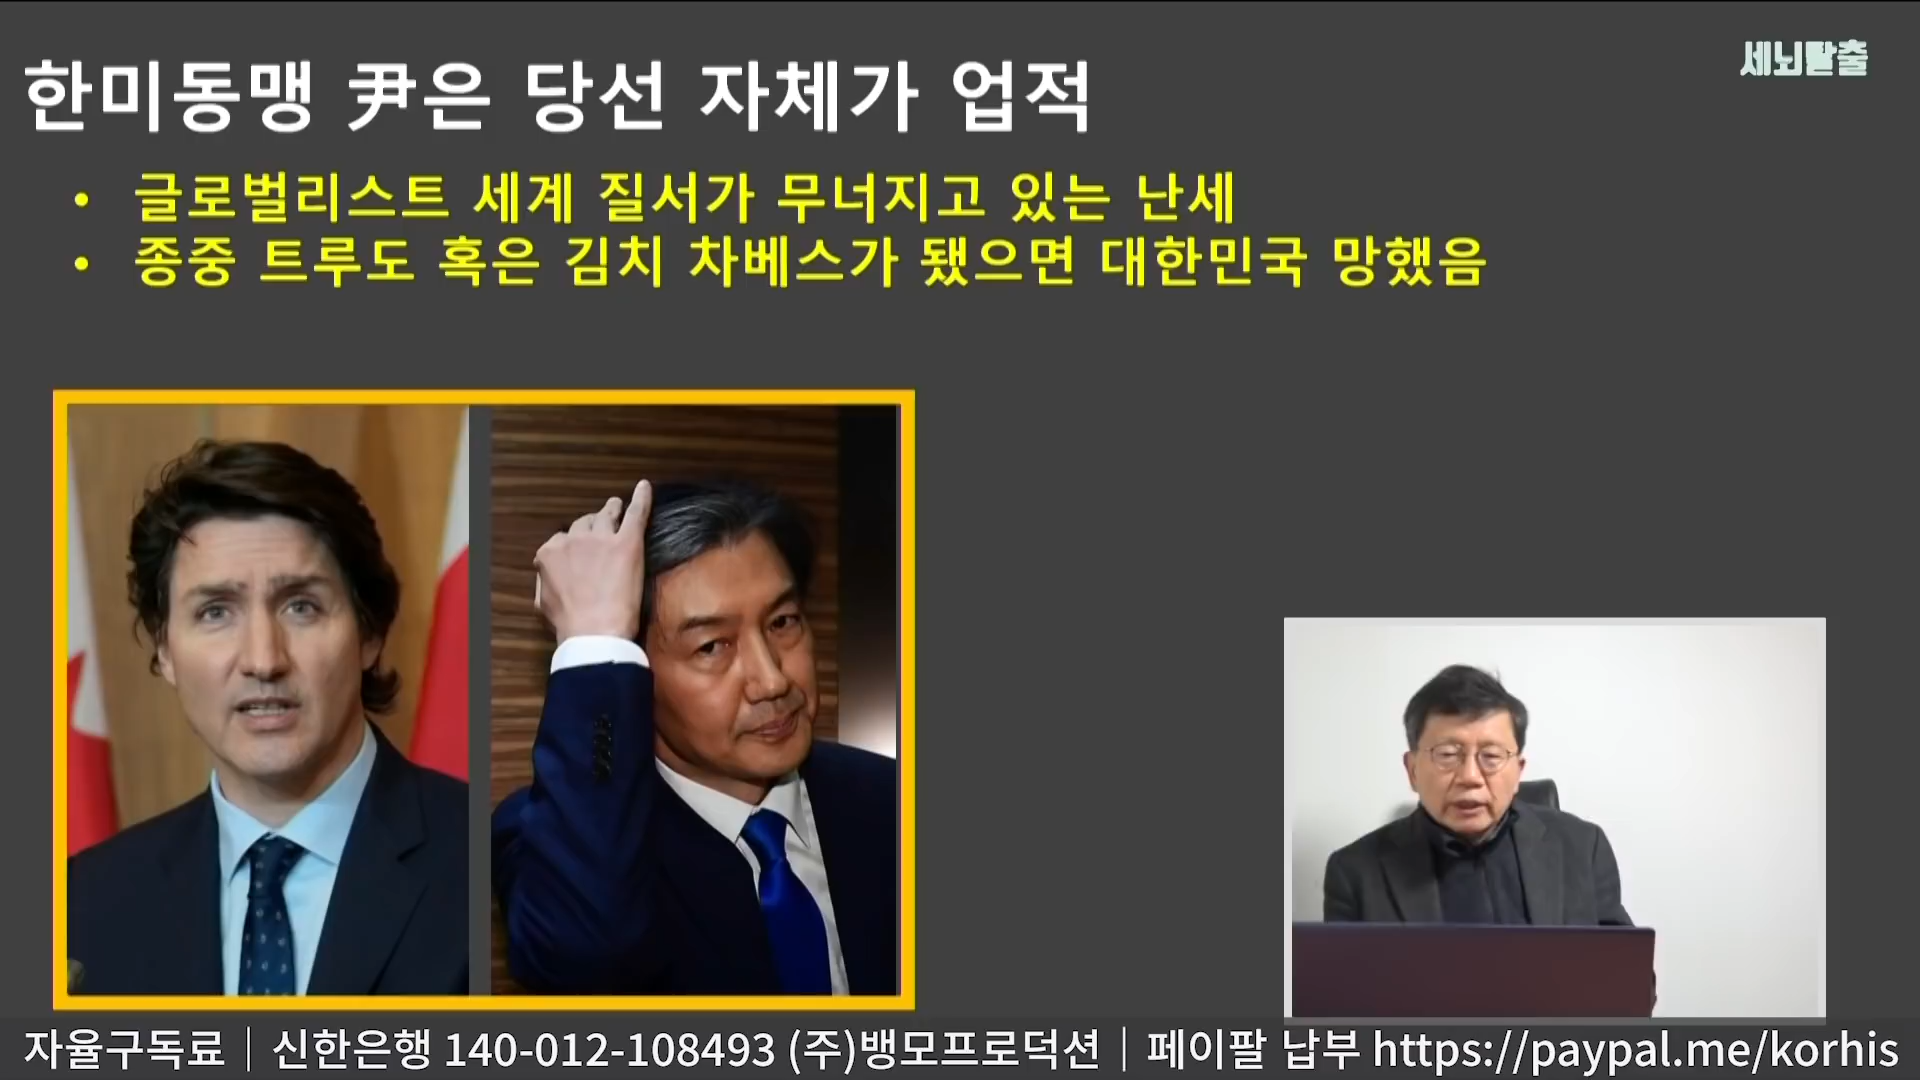 세뇌탈출
한미동맹 尹은 당선 자체가 업적
• 글로벌리스트 세계 질서가 무너지고 있는 난세
• 종중 트루도 혹은 김치 차베스가 됐으면 대한민국 망했음
자율구독료｜신한은행 140-012-108493 (주)뱅모프로덕션｜페이팔 납부 https://paypal.me/korhis